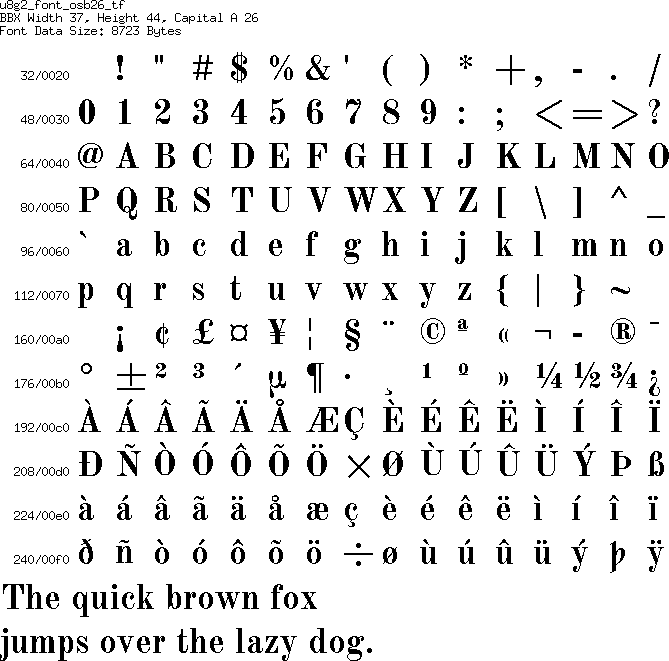 u8g2_font_osb26_tf
BBX Width 37, Height 44, Capital A 26
Font Data Size: 8723 Bytes
32/0020 ! " # $ % & ' ( ) * + , - . /
48/0030 0 1 2 3 4 5 6 7 8 9 : ; < = > ?
64/0040 @ A B C D E F G H I J K L M N O
80/0050 P Q R S T U V W X Y Z [ \ ] ^ _
96/0060 ` a b c d e f g h i j k l m n o
112/0070 p q r s t u v w x y z { | } ~
160/00a0 ¡ ¢ £ ¤ ¥ ¦ § ¨ © ª « ¬ - ® ¯
176/00b0 ° ± ² ³ ´ µ ¶ · ¸ ¹ º » ¼ ½ ¾ ¿
192/00c0 À Á Â Ã Ä Å Æ Ç È É Ê Ë Ì Í Î Ï
208/00d0 Ð Ñ Ò Ó Ô Õ Ö × Ø Ù Ú Û Ü Ý Þ ß
224/00e0 à á â ã ä å æ ç è é ê ë ì í î ï
240/00f0 ð ñ ò ó ô õ ö ÷ ø ù ú û ü ý þ ÿ
The quick brown fox
jumps over the lazy dog.